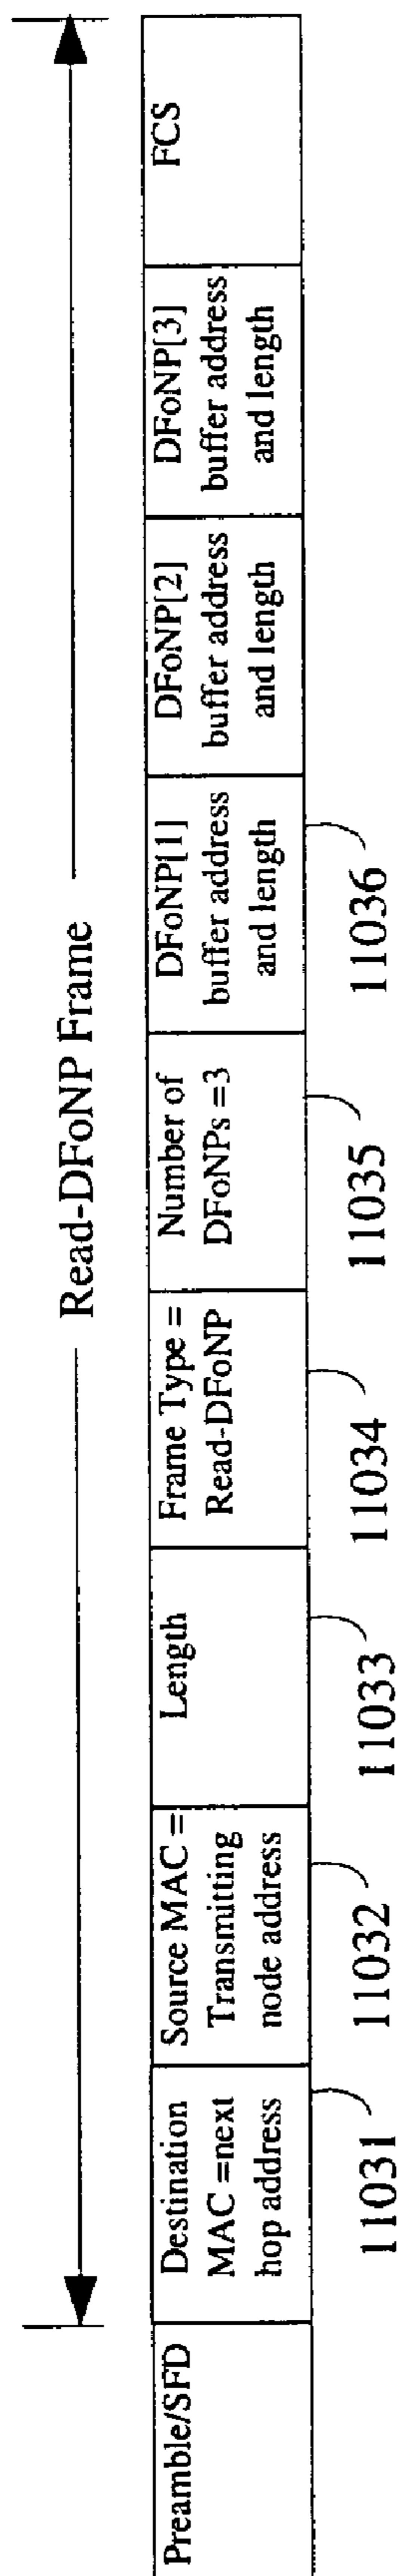 Read-DFoNP Frame
Preamble/SFD
Destination
MAC =next
hop address
Source MAC =
Transmitting
node address
Length
Frame Type =
Read-DFoNP
Number of
DFoNPs =3
DFoNP[1]
buffer address
and length
DFoNP[2]
buffer address
and length
DFoNP[3]
buffer address
and length
FCS
11031
11032
11033
11034
11035
11036